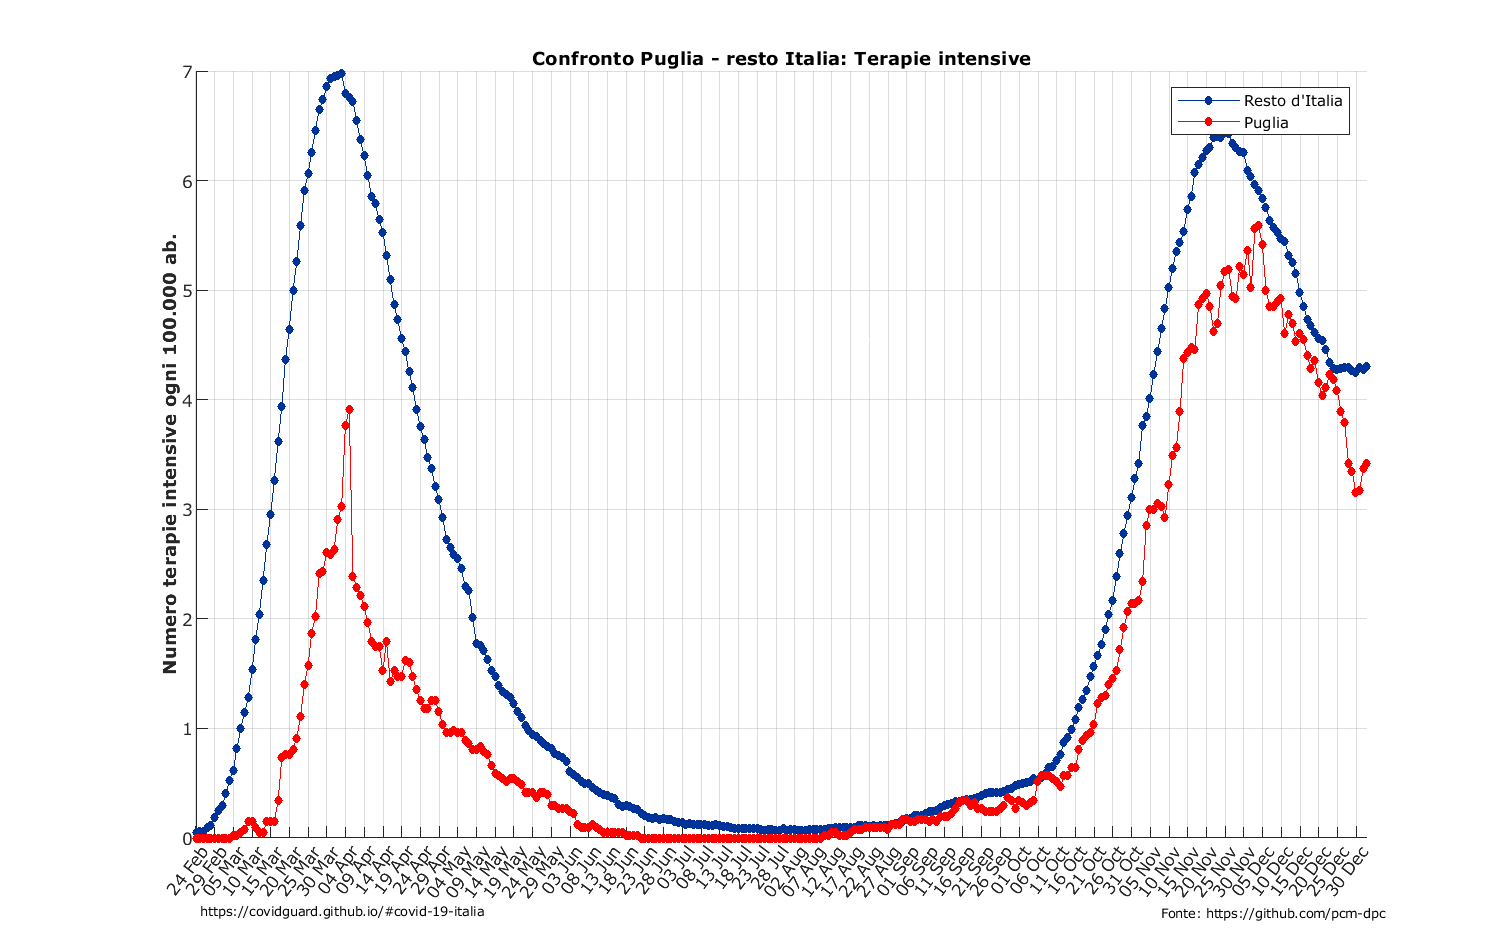 Confronto Puglia - resto Italia: Terapie intensive
Resto d'Italia
Puglia
Numero terapie intensive ogni 100.000 ab.
7
6
5
4
3
2
1
0
24 Feb
29 Feb
05 Mar
10 Mar
15 Mar
20 Mar
25 Mar
30 Mar
04 Apr
09 Apr
14 Apr
19 Apr
24 Apr
29 Apr
04 May
09 May
14 May
19 May
24 May
29 May
03 Jun
08 Jun
13 Jun
18 Jun
23 Jun
28 Jun
03 Jul
08 Jul
13 Jul
18 Jul
23 Jul
28 Jul
02 Aug
07 Aug
12 Aug
17 Aug
22 Aug
27 Aug
01 Sep
06 Sep
11 Sep
16 Sep
21 Sep
26 Sep
01 Oct
06 Oct
11 Oct
16 Oct
21 Oct
26 Oct
31 Oct
05 Nov
10 Nov
15 Nov
20 Nov
25 Nov
30 Nov
05 Dec
10 Dec
15 Dec
20 Dec
25 Dec
30 Dec
https://covidguard.github.io/#covid-19-italia
Fonte: https://github.com/pcm-dpc